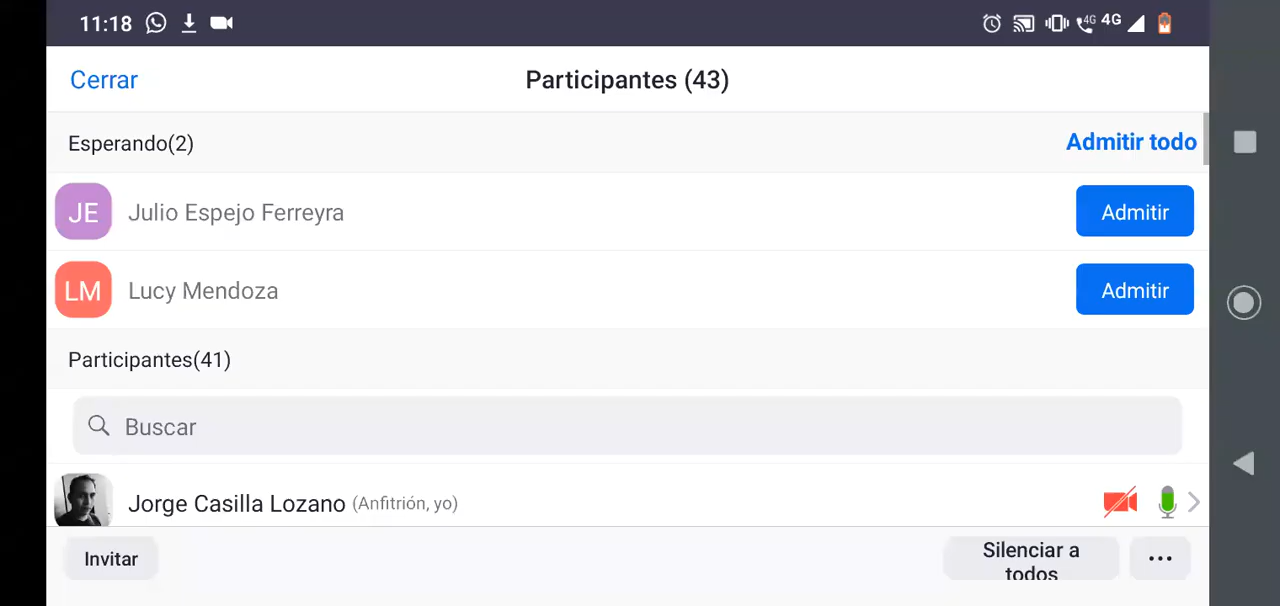 11:18 4G 4G
Cerrar Participantes (43)
Esperando(2) Admitir todo
JE Julio Espejo Ferreyra Admitir
LM Lucy Mendoza Admitir
Participantes(41)
Buscar
Jorge Casilla Lozano (Anfitrión, yo)
Invitar
Silenciar a
todos